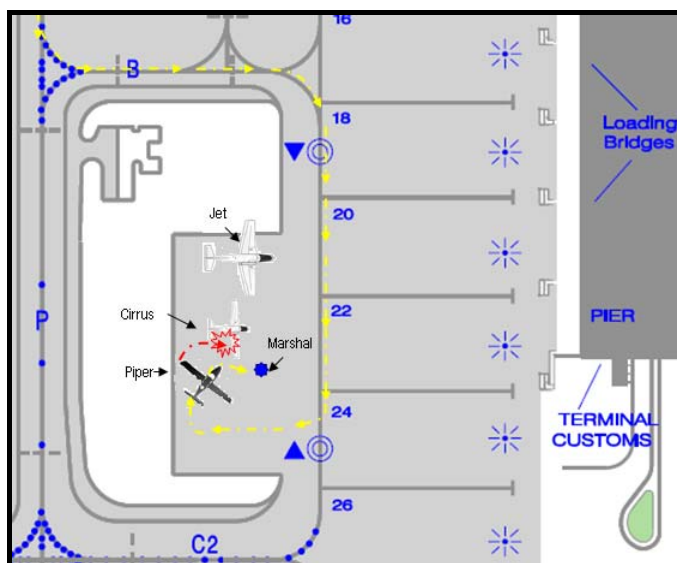 16
B
18
Loading
Bridges
Jet
20
Cirrus
22
PIER
P
Marshal
Piper
24
TERMINAL
CUSTOMS
26
C2